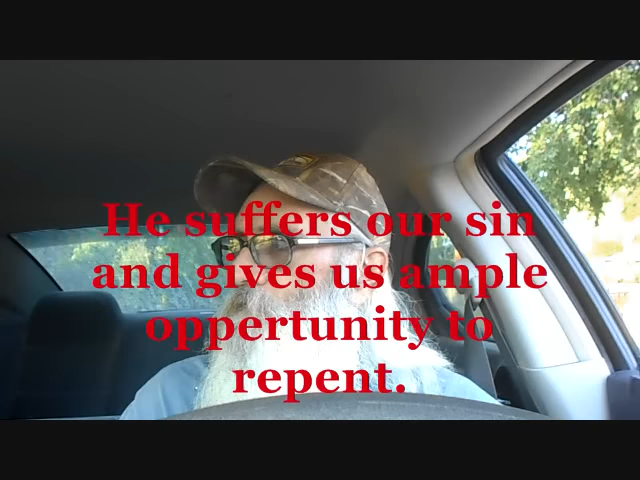 He suffers our sin
and gives us ample
oppertunity to
repent.